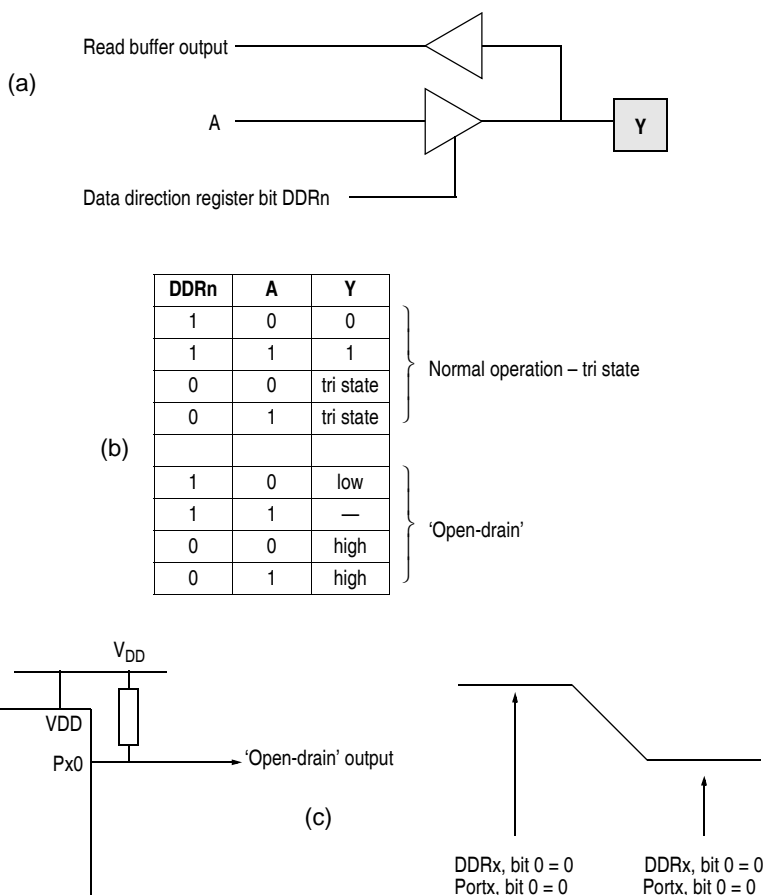 Read buffer output
(a)
A
Y
Data direction register bit DDRn
DDRn A Y
1 0 0
1 1 1
0 0 tri state
0 1 tri state
Normal operation – tri state
(b)
1 0 low
1 1 —
0 0 high
0 1 high
'Open-drain'
VDD
VDD
Px0
'Open-drain' output
(c)
DDRx, bit 0 = 0
Portx, bit 0 = 0
DDRx, bit 0 = 0
Portx, bit 0 = 0